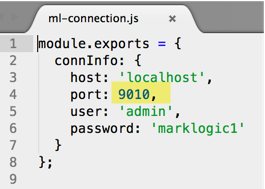 ml-connection.js ×
1 module.exports = {
2 connInfo: {
3 host: 'localhost',
4 port: 9010,
5 user: 'admin',
6 password: 'marklogic1'
7 }
8 };
9